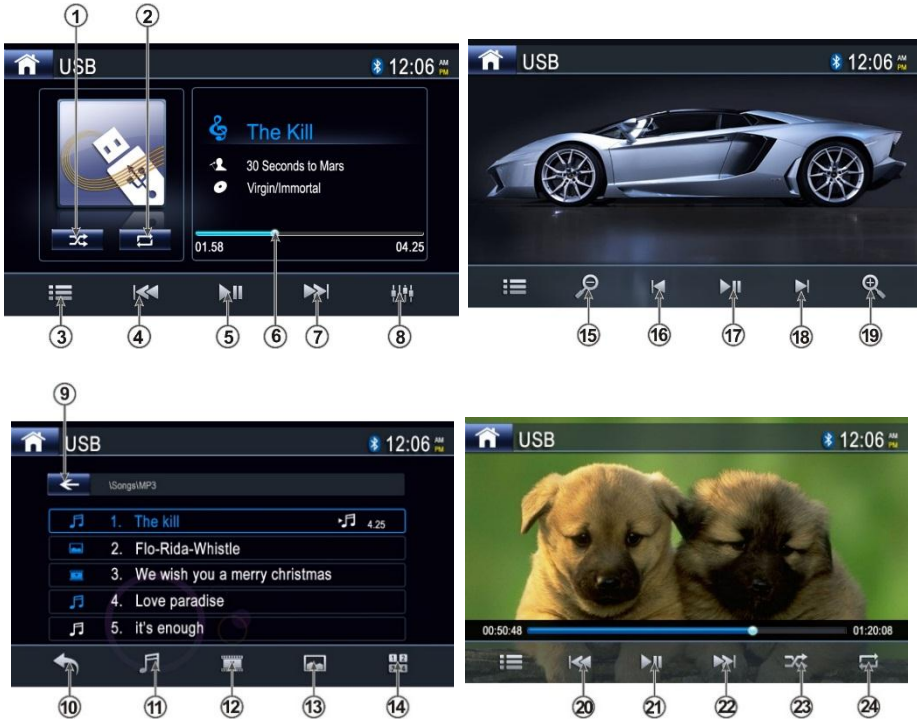 1 2
USB 12:06 AM PM
The Kill
30 Seconds to Mars
Virgin/Immortal
01.58 04.25
3 4 5 6 7 8
USB 12:06 AM PM
15 16 17 18 19
9
USB 12:06 AM PM
\Songs\MP3
1. The kill 4.25
2. Flo-Rida-Whistle
3. We wish you a merry christmas
4. Love paradise
5. it's enough
1 2
3 4
10 11 12 13 14
USB 12:06 AM PM
00:50:48 01:20:08
20 21 22 23 24